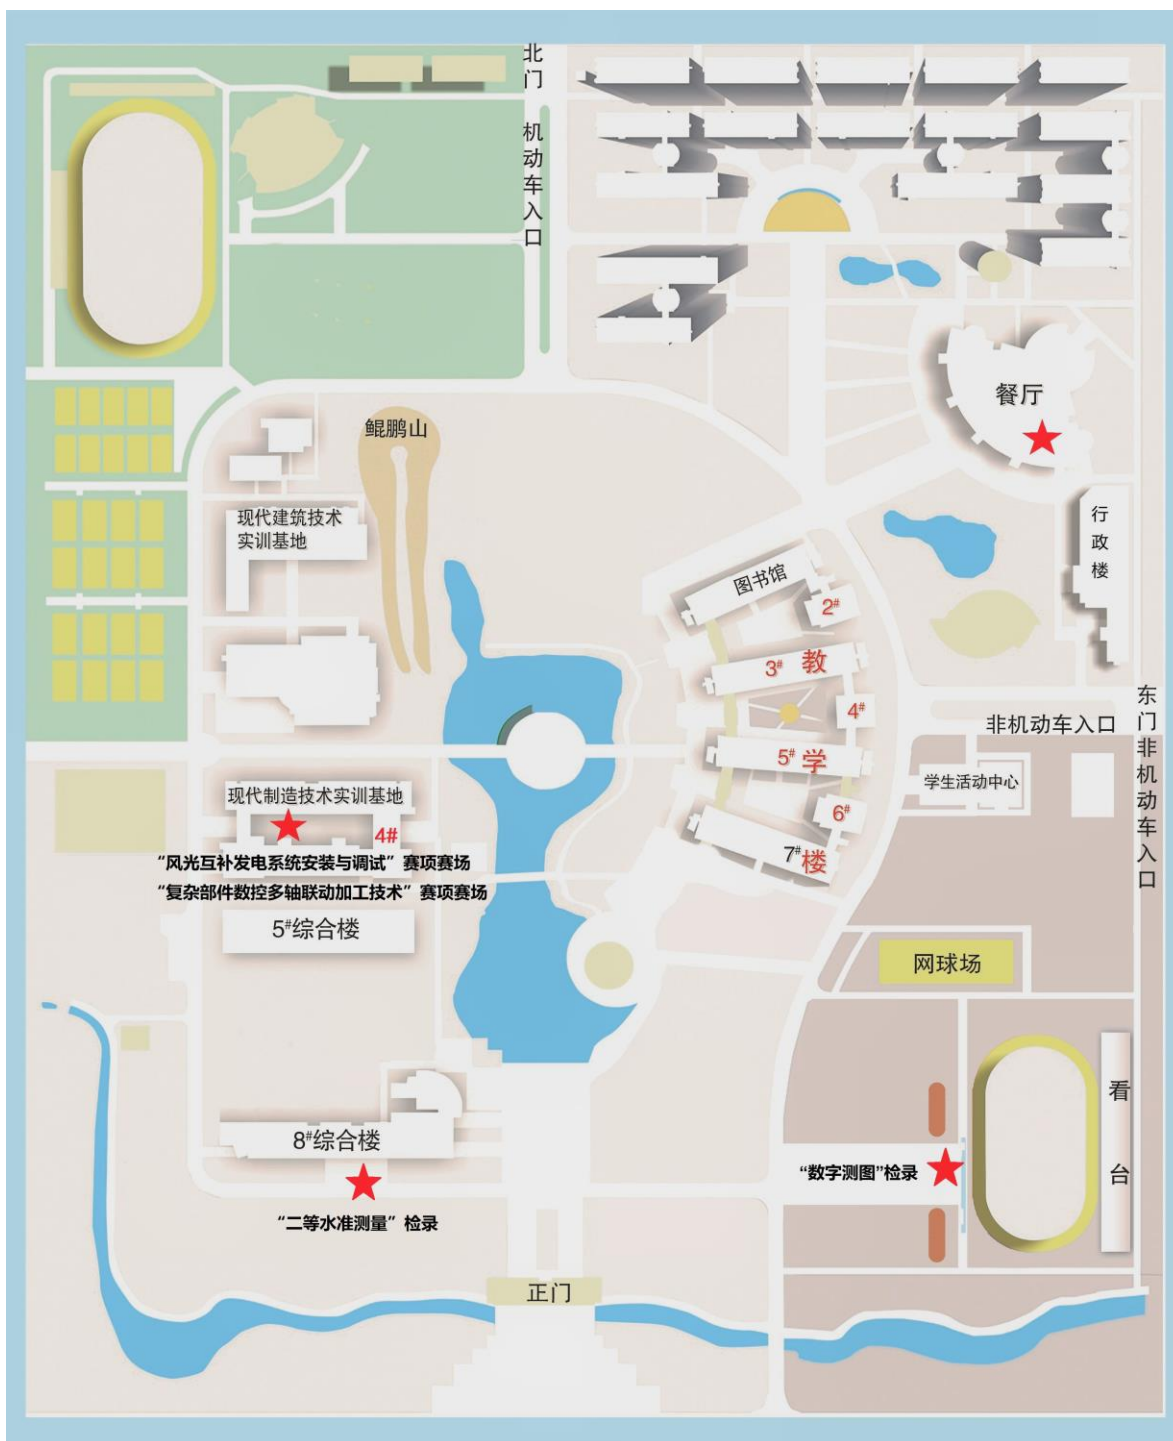 北门 机动车入口
餐厅
鲲鹏山
现代建筑技术
实训基地
行政楼
图书馆
2#
3# 教
4#
5# 学
6#
7# 楼
东门非机动车入口
非机动车入口
学生活动中心
现代制造技术实训基地
4#
“风光互补发电系统安装与调试”赛项赛场
“复杂部件数控多轴联动加工技术”赛项赛场
5#综合楼
网球场
看台
8#综合楼
“数字测图”检录
“二等水准测量”检录
正门